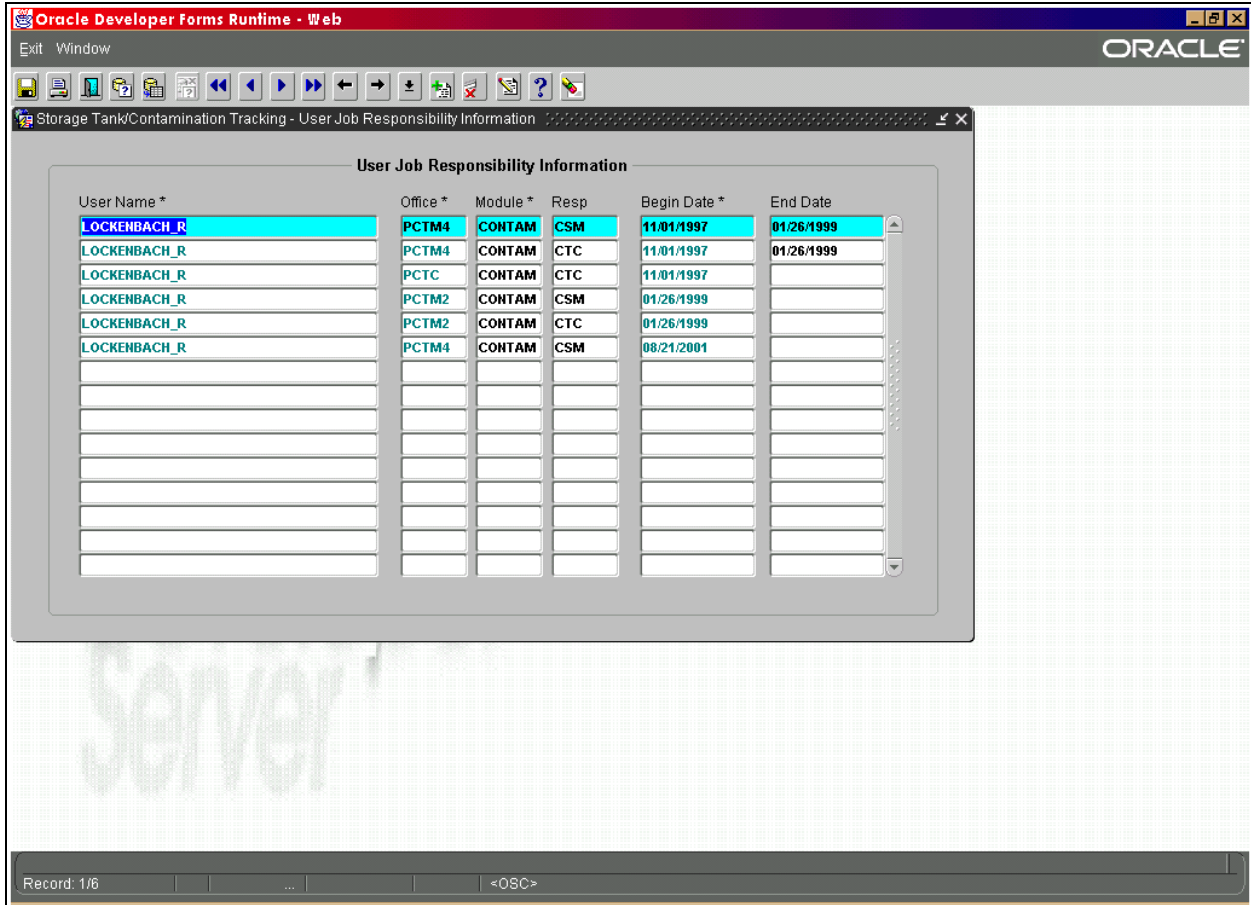 Oracle Developer Forms Runtime - Web
Exit Window
ORACLE
Storage Tank/Contamination Tracking - User Job Responsibility Information
User Job Responsibility Information
User Name * Office * Module * Resp Begin Date * End Date
LOCKENBACH_R PCTM4 CONTAM CSM 11/01/1997 01/26/1999
LOCKENBACH_R PCTM4 CONTAM CTC 11/01/1997 01/26/1999
LOCKENBACH_R PCTC CONTAM CTC 11/01/1997
LOCKENBACH_R PCTM2 CONTAM CSM 01/26/1999
LOCKENBACH_R PCTM2 CONTAM CTC 01/26/1999
LOCKENBACH_R PCTM4 CONTAM CSM 08/21/2001
Server
Record: 1/6 ... <OSC>